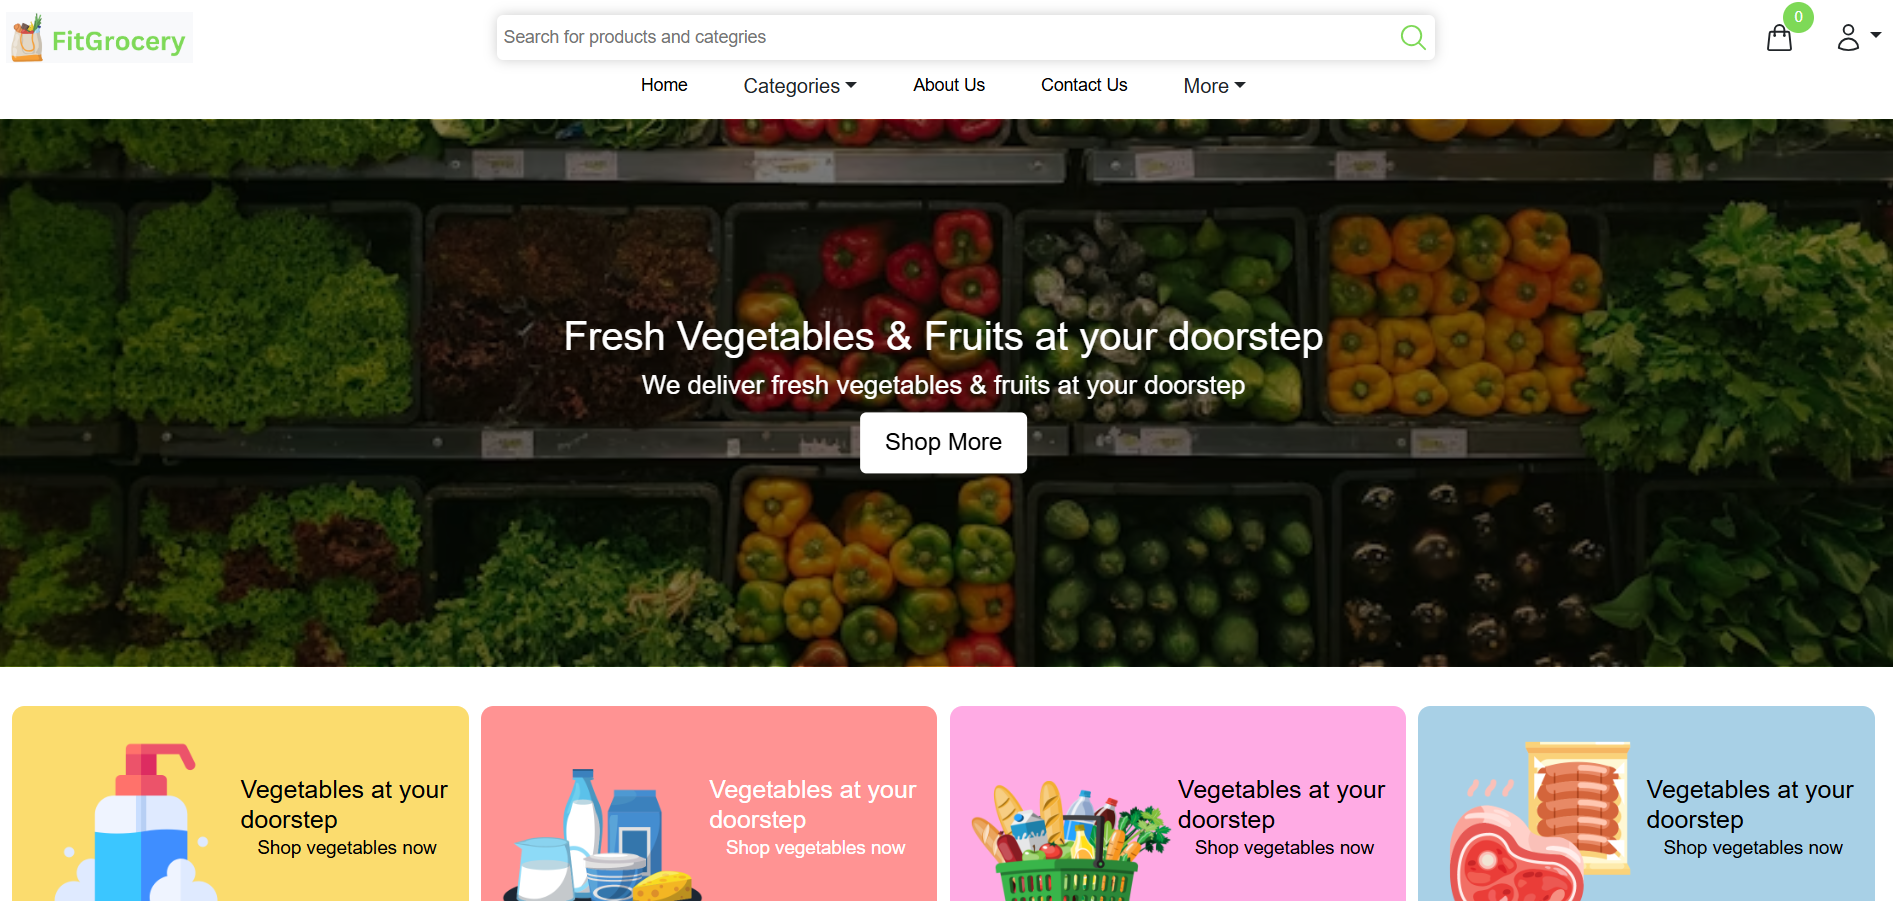 FitGrocery
Search for products and categries
0
Home Categories About Us Contact Us More
Fresh Vegetables & Fruits at your doorstep
We deliver fresh vegetables & fruits at your doorstep
Shop More
Vegetables at your
doorstep
Shop vegetables now
Vegetables at your
doorstep
Shop vegetables now
Vegetables at your
doorstep
Shop vegetables now
Vegetables at your
doorstep
Shop vegetables now